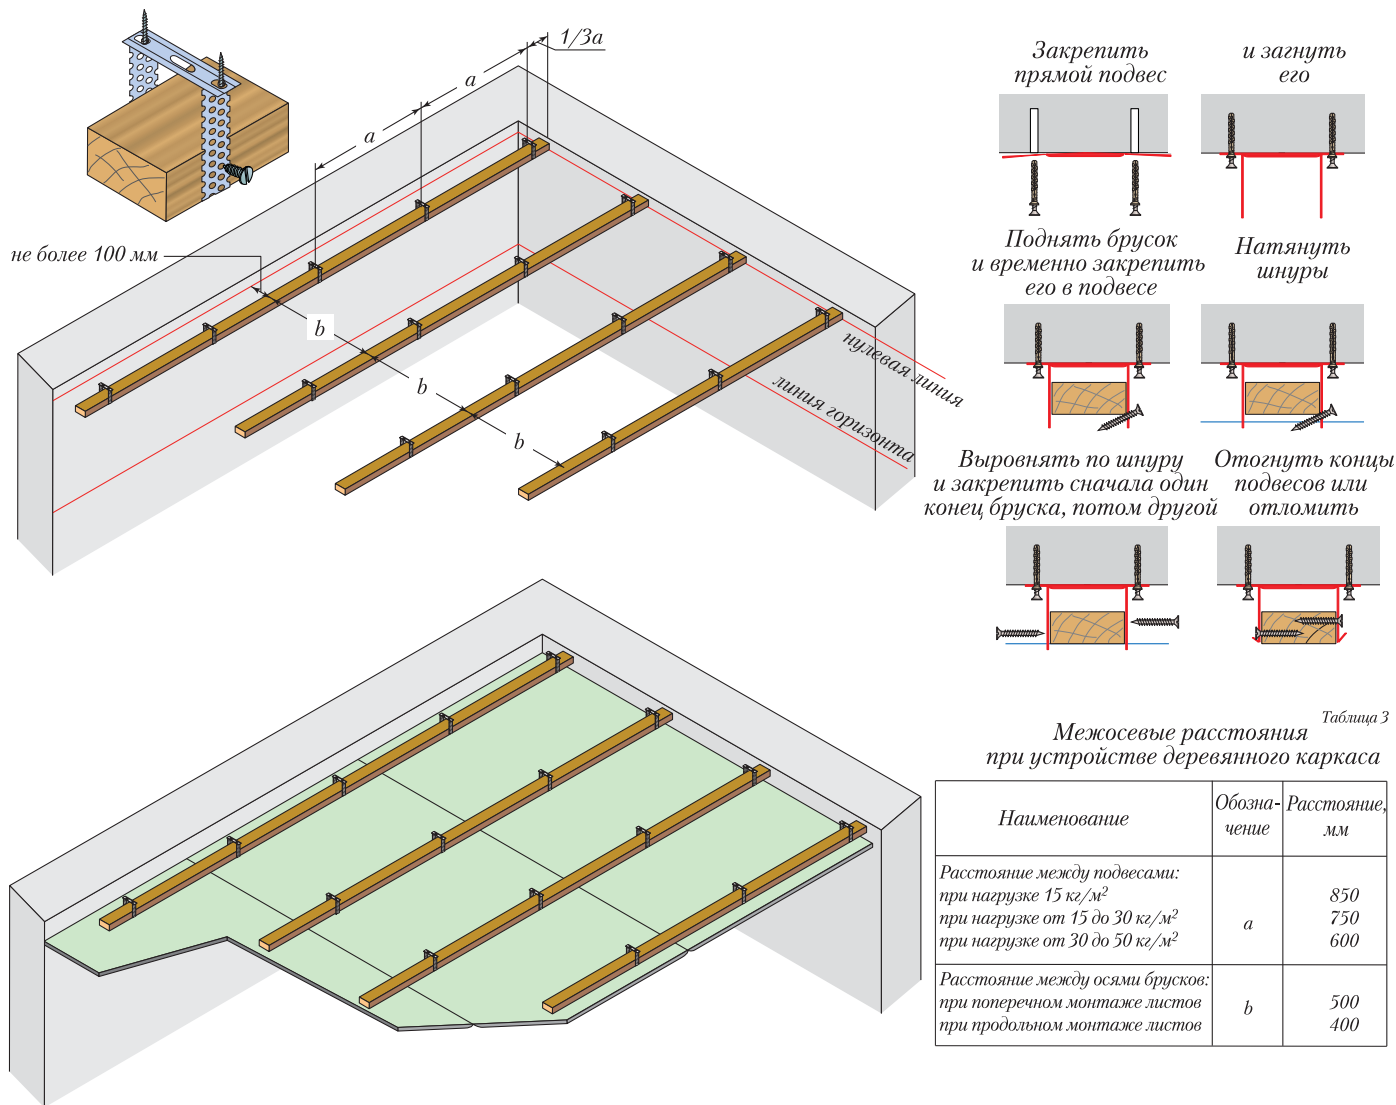 1/3a
a
a
не более 100 мм
b
b
b
нулевая линия
линия горизонта
Закрепить
прямой подвес
и загнуть
его
Поднять брусок
и временно закрепить
его в подвесе
Натянуть
шнуры
Выровнять по шнуру
и закрепить сначала один
конец бруска, потом другой
Отогнуть концы
подвесов или
отломить
Таблица 3
Межосевые расстояния
при устройстве деревянного каркаса
Наименование
Обозна-
чение
Расстояние,
мм
Расстояние между подвесами:
при нагрузке 15 кг/м² 850
при нагрузке от 15 до 30 кг/м² a 750
при нагрузке от 30 до 50 кг/м² 600
Расстояние между осями брусков:
при поперечном монтаже листов b 500
при продольном монтаже листов 400